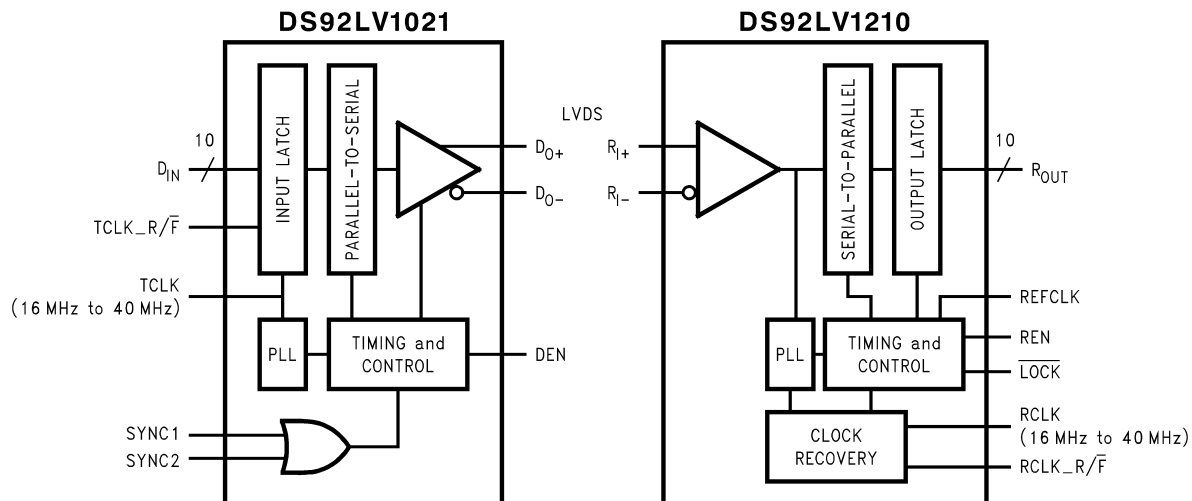 DS92LV1021
DS92LV1210
10
D_IN
TCLK_R/F̅
TCLK
(16 MHz to 40 MHz)
INPUT LATCH
PARALLEL-TO-SERIAL
PLL
TIMING and
CONTROL
SYNC1
SYNC2
DEN
LVDS
D_O+
D_O−
R_I+
R_I−
SERIAL-TO-PARALLEL
OUTPUT LATCH
10
R_OUT
PLL
TIMING and
CONTROL
CLOCK
RECOVERY
REFCLK
REN
L̅O̅C̅K̅
RCLK
(16 MHz to 40 MHz)
RCLK_R/F̅